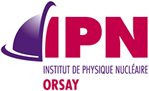 IPN
INSTITUT DE PHYSIQUE NUCLÉAIRE
ORSAY